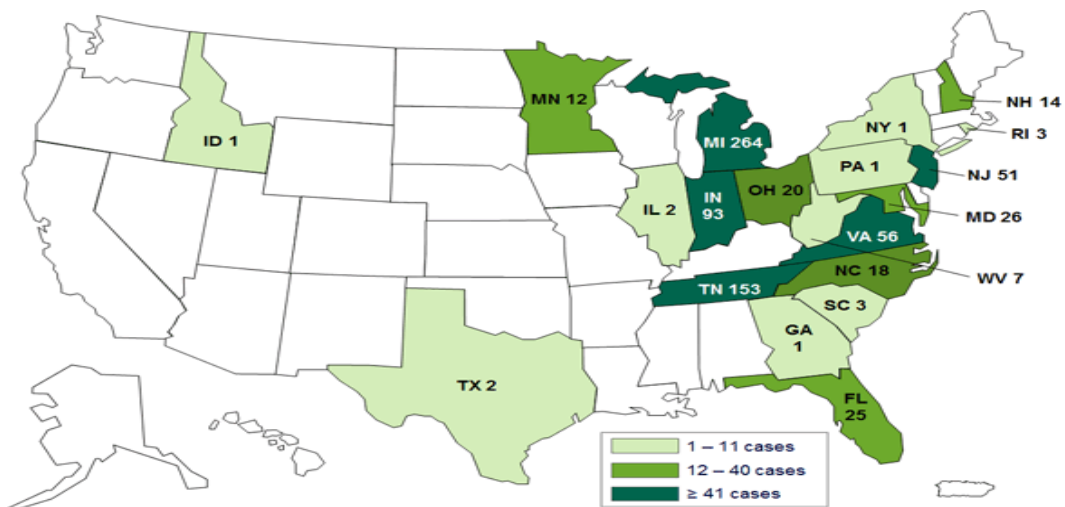 MN 12
NH 14
NY 1
RI 3
ID 1
MI 264
PA 1
NJ 51
OH 20
IL 2
IN
93
MD 26
VA 56
WV 7
NC 18
TN 153
SC 3
GA
1
TX 2
FL
25
1 – 11 cases
12 – 40 cases
≥ 41 cases